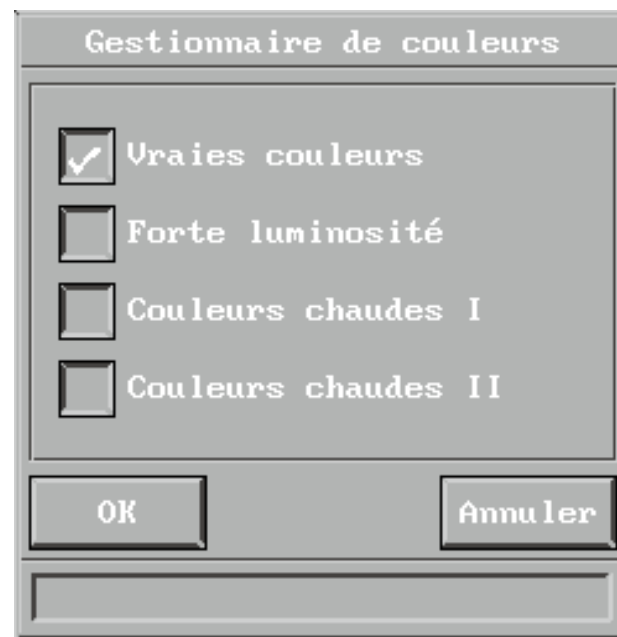 Gestionnaire de couleurs
Vraies couleurs
Forte luminosité
Couleurs chaudes I
Couleurs chaudes II
OK
Annuler